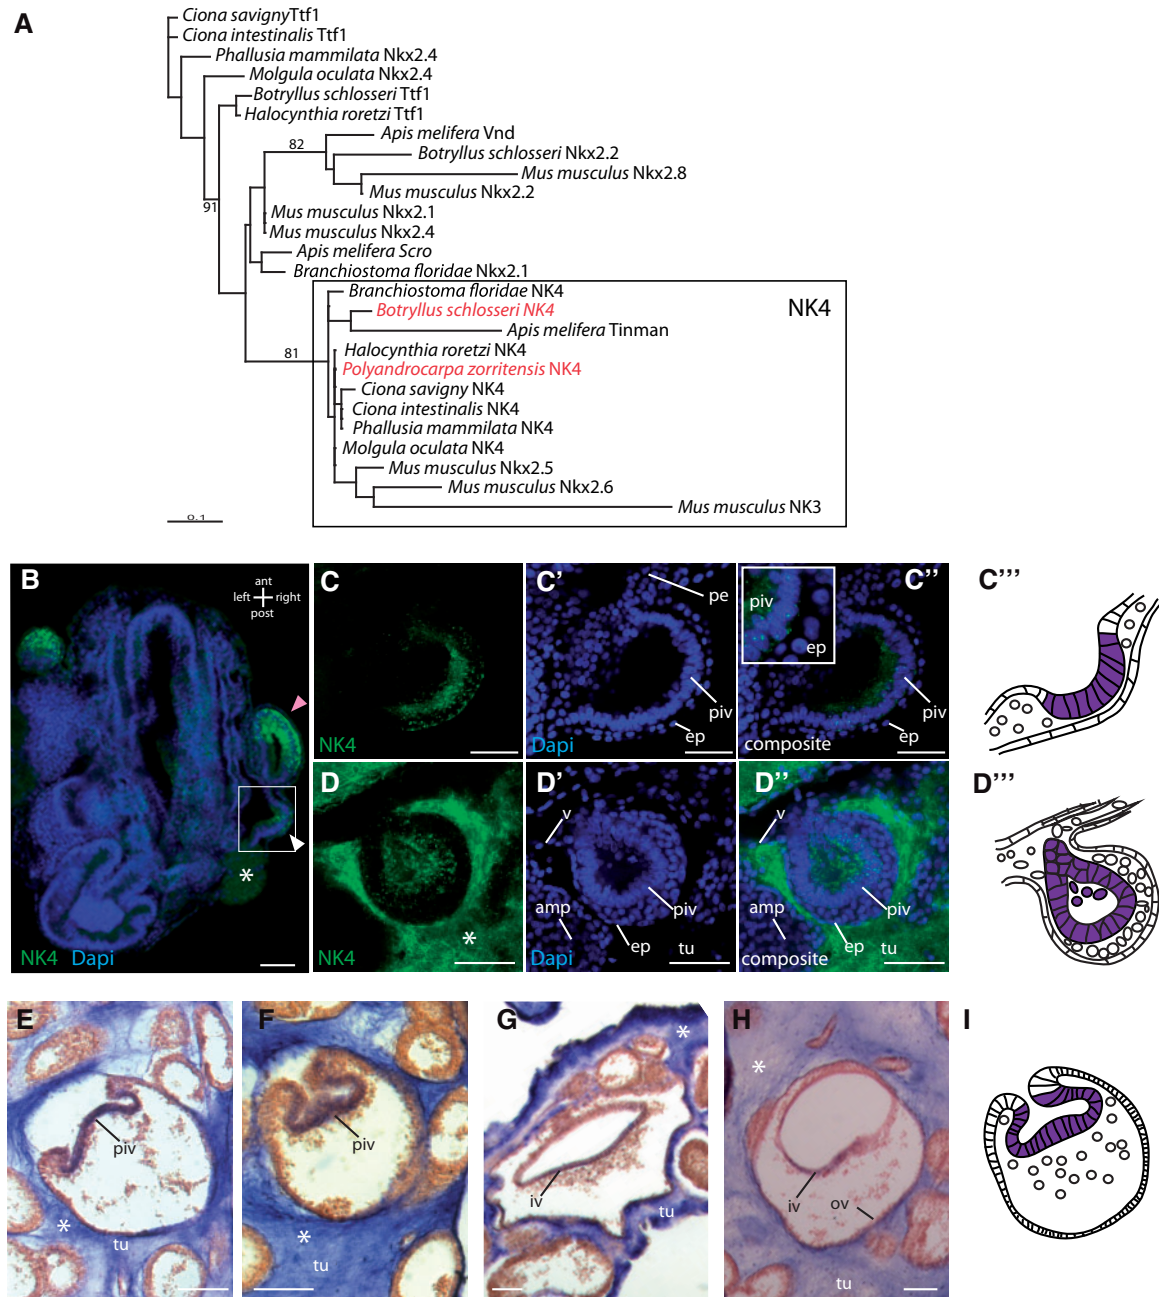 A
Ciona savignyTtf1
Ciona intestinalis Ttf1
Phallusia mammilata Nkx2.4
Molgula oculata Nkx2.4
Botryllus schlosseri Ttf1
Halocynthia roretzi Ttf1
Apis melifera Vnd
82
Botryllus schlosseri Nkx2.2
Mus musculus Nkx2.8
Mus musculus Nkx2.2
91
Mus musculus Nkx2.1
Mus musculus Nkx2.4
Apis melifera Scro
Branchiostoma floridae Nkx2.1
Branchiostoma floridae NK4
NK4
Botryllus schlosseri NK4
Apis melifera Tinman
81
Halocynthia roretzi NK4
Polyandrocarpa zorritensis NK4
Ciona savigny NK4
Ciona intestinalis NK4
Phallusia mammilata NK4
Molgula oculata NK4
Mus musculus Nkx2.5
Mus musculus Nkx2.6
Mus musculus NK3
B
ant
left right
post
*
NK4 Dapi
C
NK4
C'
pe
piv
ep
Dapi
C''
piv
ep
piv
ep
composite
C'''
D
*
NK4
D'
v
amp
piv
ep
tu
Dapi
D''
v
amp
piv
ep
tu
composite
D'''
E
piv
*
tu
F
piv
*
tu
G
*
iv
tu
H
*
iv
ov
tu
I